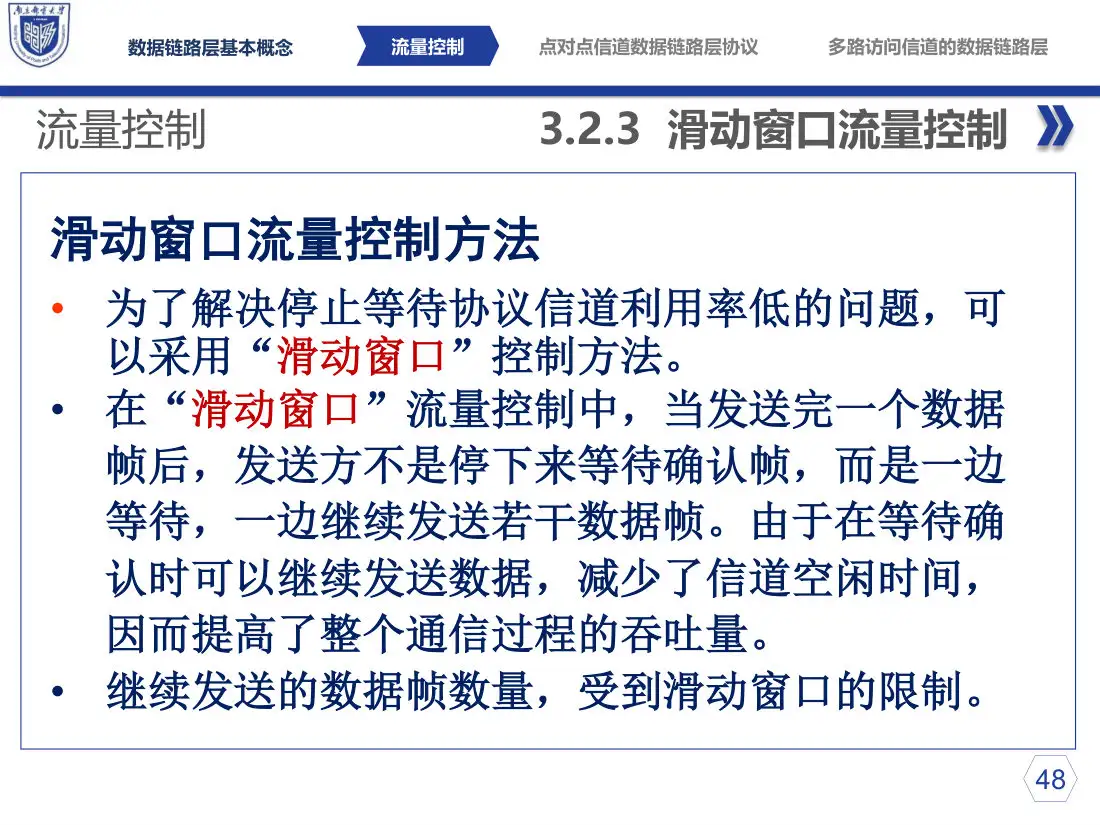 数据链路层基本概念
流量控制
点对点信道数据链路层协议
多路访问信道的数据链路层
流量控制
3.2.3 滑动窗口流量控制
滑动窗口流量控制方法
• 为了解决停止等待协议信道利用率低的问题，可
以采用“滑动窗口”控制方法。
• 在“滑动窗口”流量控制中，当发送完一个数据
帧后，发送方不是停下来等待确认帧，而是一边
等待，一边继续发送若干数据帧。由于在等待确
认时可以继续发送数据，减少了信道空闲时间，
因而提高了整个通信过程的吞吐量。
• 继续发送的数据帧数量，受到滑动窗口的限制。
48